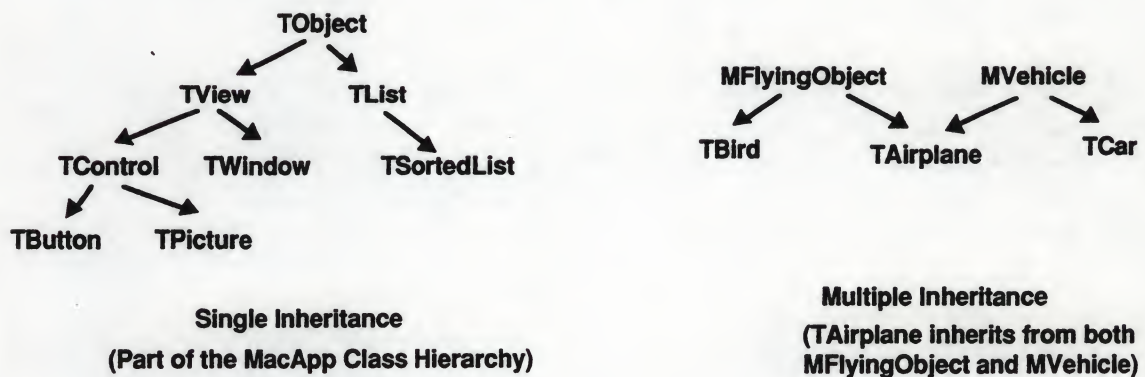 TObject
TView TList
TControl TWindow TSortedList
TButton TPicture
Single Inheritance
(Part of the MacApp Class Hierarchy)
MFlyingObject MVehicle
TBird TAirplane TCar
Multiple Inheritance
(TAirplane inherits from both
MFlyingObject and MVehicle)